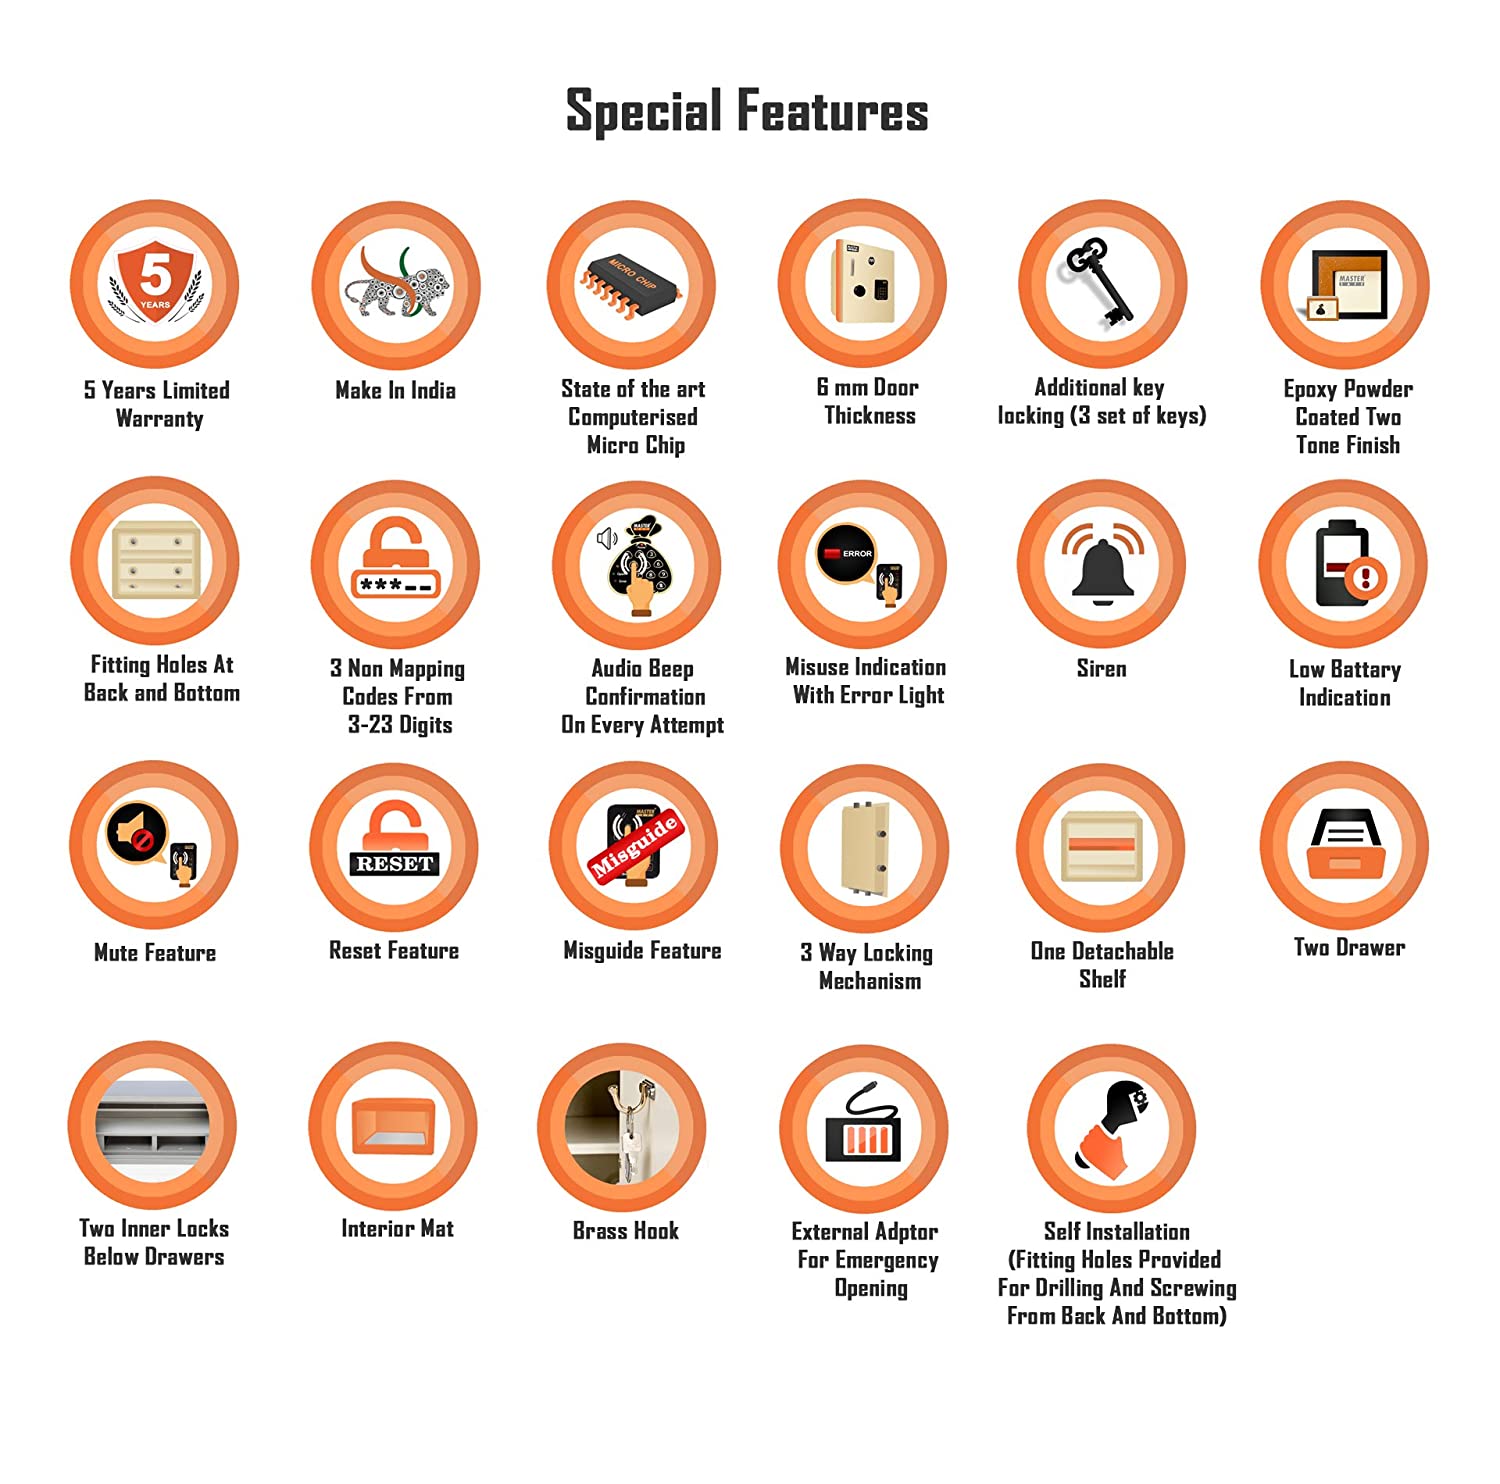 Special Features
5
YEARS
5 Years Limited
Warranty
Make In India
MICRO CHIP
State of the art
Computerised
Micro Chip
6 mm Door
Thickness
Additional key
locking (3 set of keys)
MASTER
Epoxy Powder
Coated Two
Tone Finish
Fitting Holes At
Back and Bottom
***--
3 Non Mapping
Codes From
3-23 Digits
MASTER
Audio Beep
Confirmation
On Every Attempt
ERROR
Misuse Indication
With Error Light
Siren
!
Low Battary
Indication
Mute Feature
RESET
Reset Feature
MASTER
Misguide
Misguide Feature
3 Way Locking
Mechanism
One Detachable
Shelf
Two Drawer
Two Inner Locks
Below Drawers
Interior Mat
Brass Hook
External Adptor
For Emergency
Opening
Self Installation
(Fitting Holes Provided
For Drilling And Screwing
From Back And Bottom)